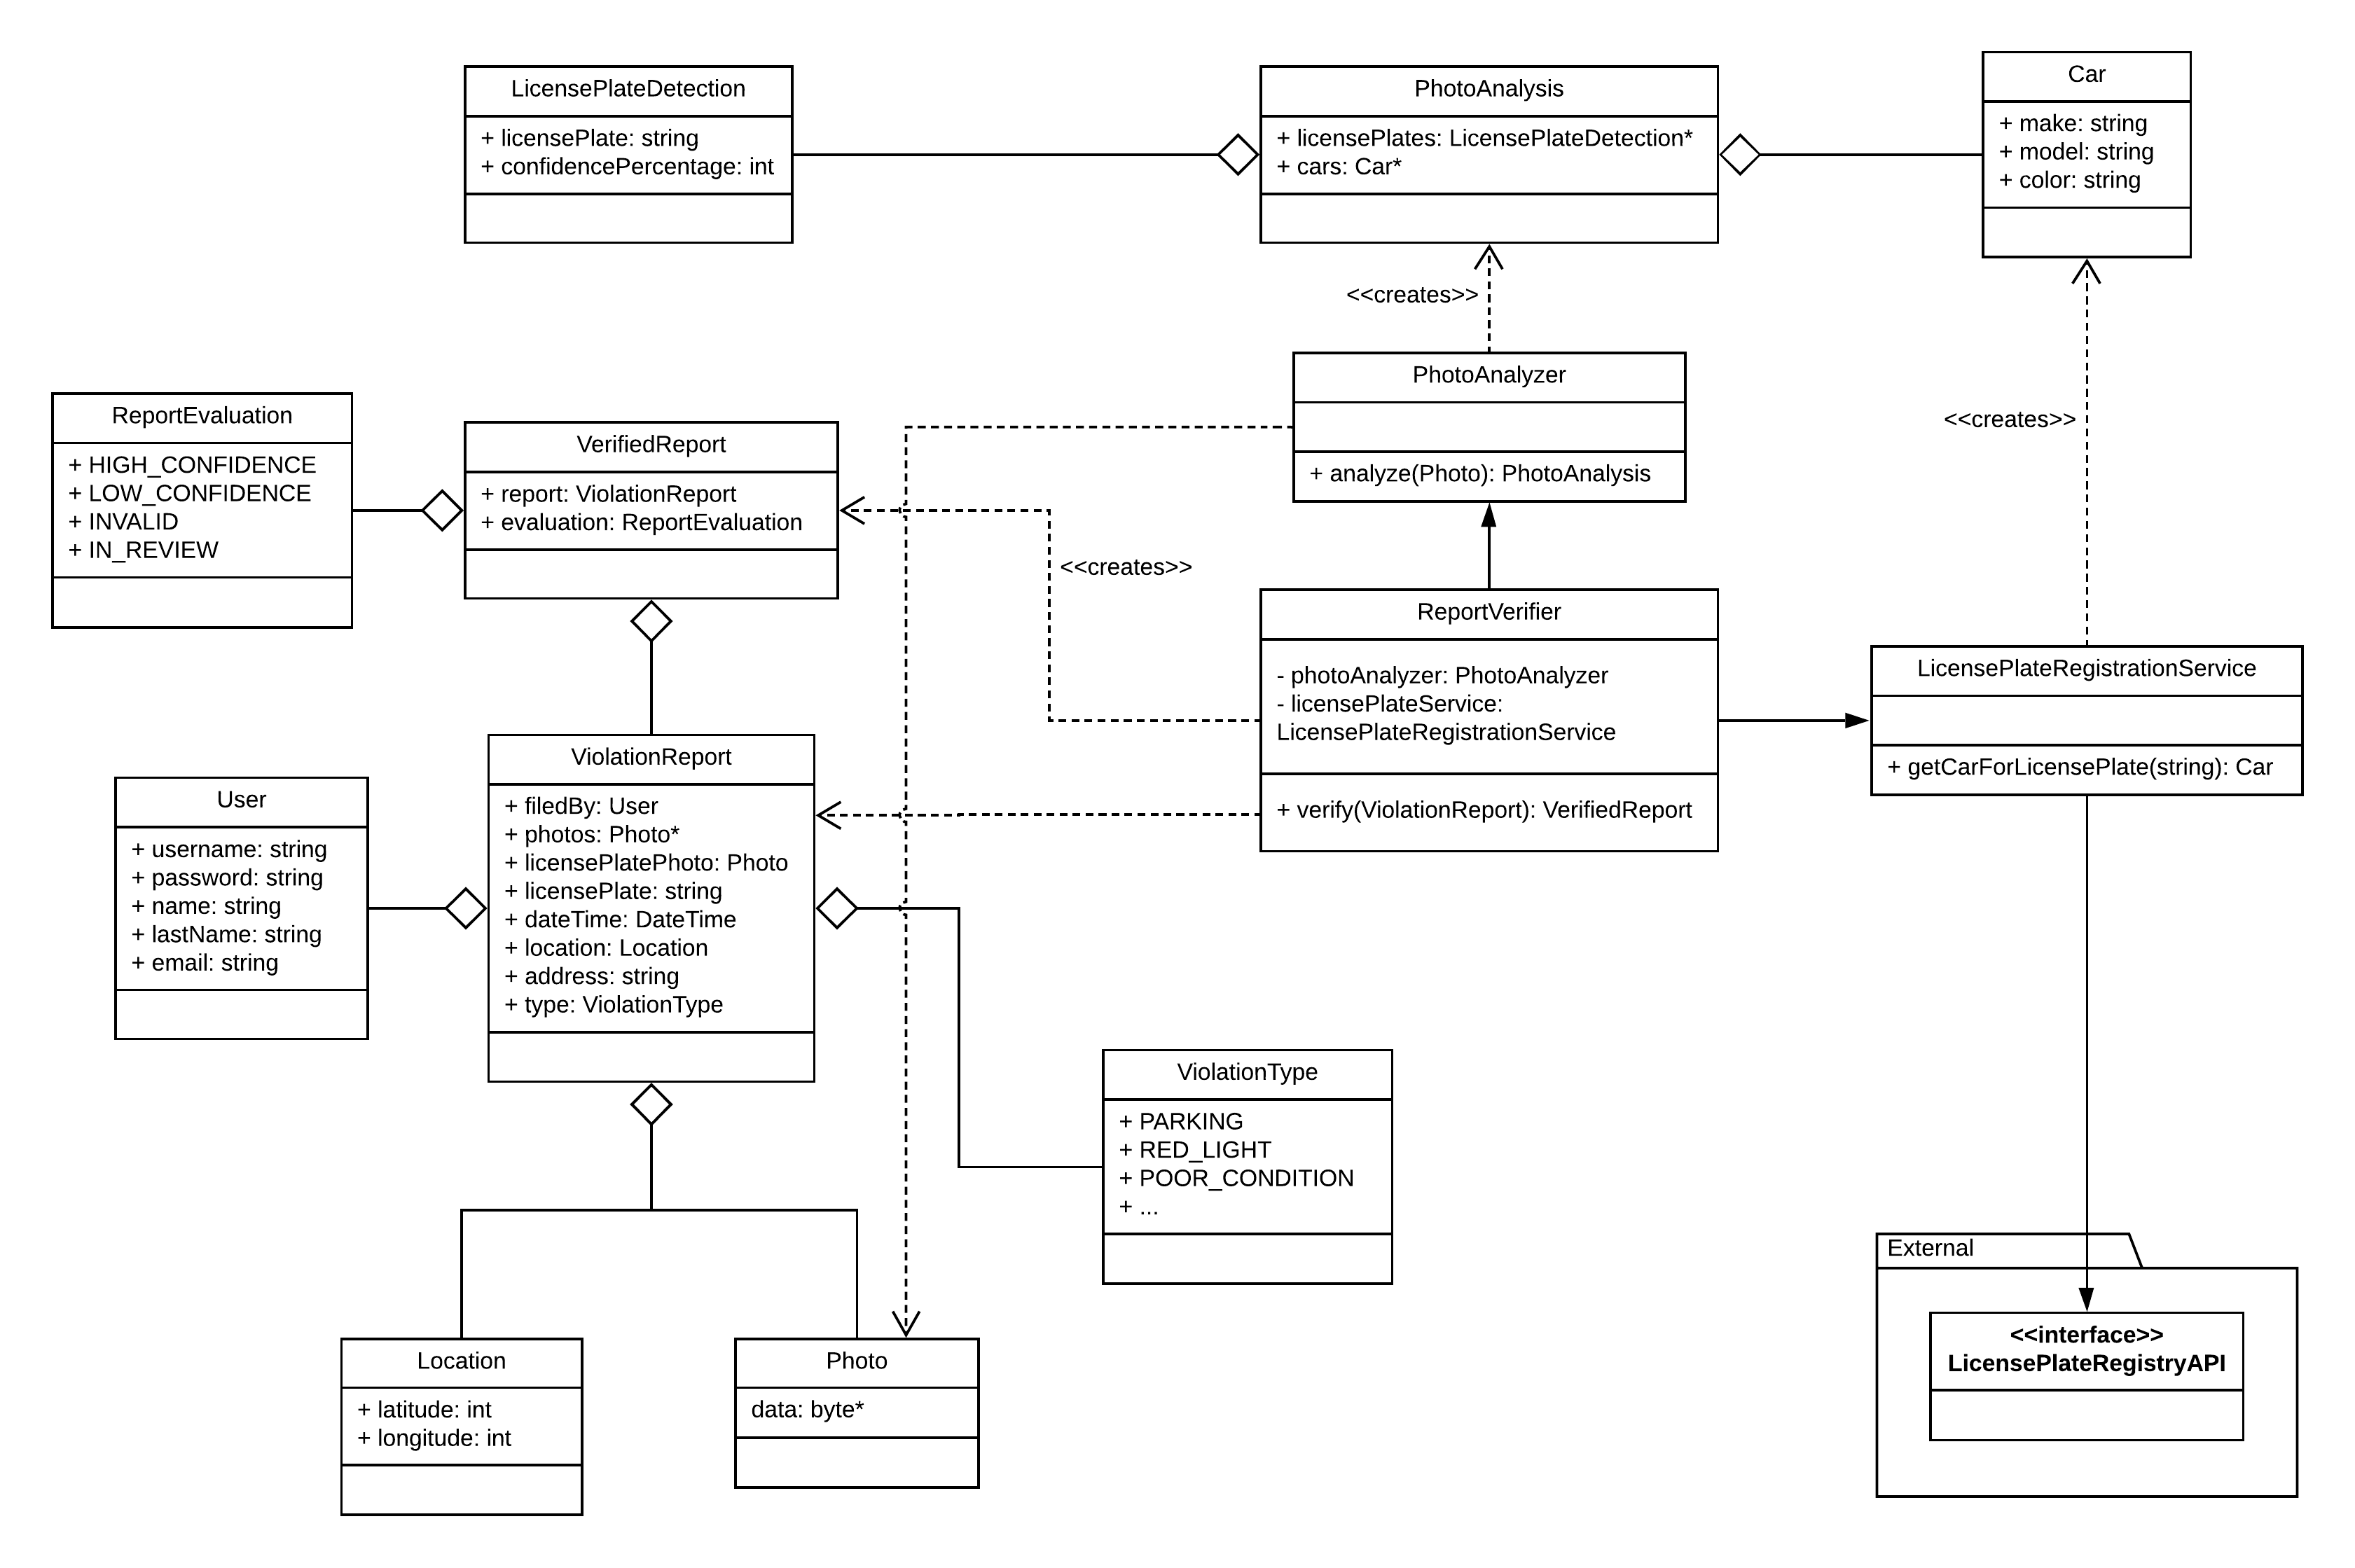 LicensePlateDetection
+ licensePlate: string
+ confidencePercentage: int
PhotoAnalysis
+ licensePlates: LicensePlateDetection*
+ cars: Car*
Car
+ make: string
+ model: string
+ color: string
<<creates>>
PhotoAnalyzer
+ analyze(Photo): PhotoAnalysis
<<creates>>
ReportEvaluation
+ HIGH_CONFIDENCE
+ LOW_CONFIDENCE
+ INVALID
+ IN_REVIEW
VerifiedReport
+ report: ViolationReport
+ evaluation: ReportEvaluation
<<creates>>
ReportVerifier
- photoAnalyzer: PhotoAnalyzer
- licensePlateService:
LicensePlateRegistrationService
+ verify(ViolationReport): VerifiedReport
LicensePlateRegistrationService
+ getCarForLicensePlate(string): Car
User
+ username: string
+ password: string
+ name: string
+ lastName: string
+ email: string
ViolationReport
+ filedBy: User
+ photos: Photo*
+ licensePlatePhoto: Photo
+ licensePlate: string
+ dateTime: DateTime
+ location: Location
+ address: string
+ type: ViolationType
ViolationType
+ PARKING
+ RED_LIGHT
+ POOR_CONDITION
+ ...
Location
+ latitude: int
+ longitude: int
Photo
data: byte*
External
<<interface>>
LicensePlateRegistryAPI